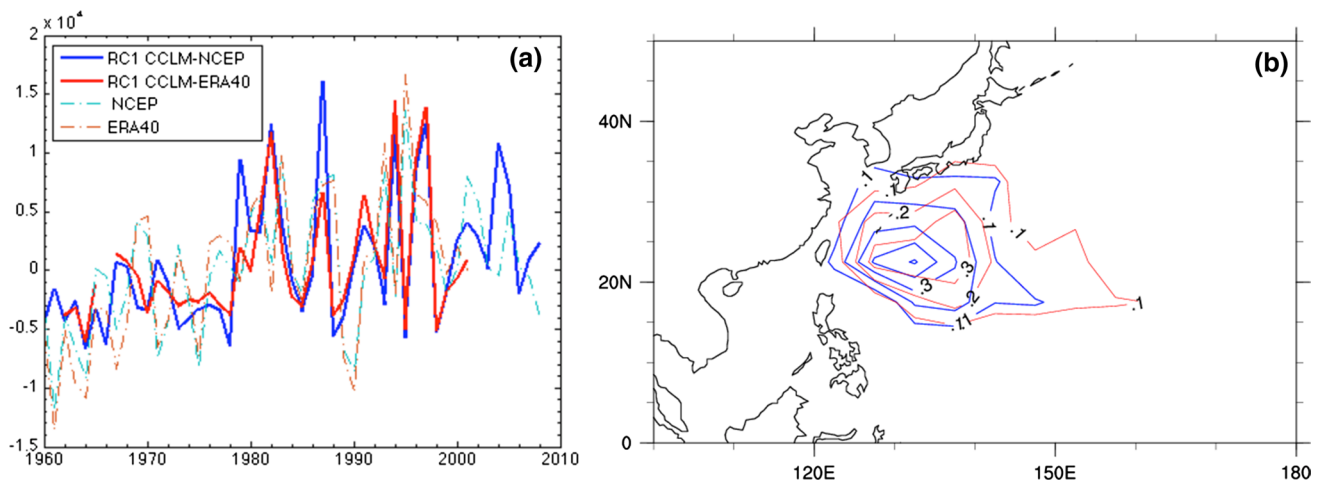 x 10⁴
2
1.5
1
0.5
0
-0.5
-1
-1.5
1960 1970 1980 1990 2000 2010
RC1 CCLM-NCEP
RC1 CCLM-ERA40
NCEP
ERA40
(a)
(b)
40N
20N
0
120E 150E 180
.1
.1
.2
.1
.1
.3
.3
.2
.11
.1